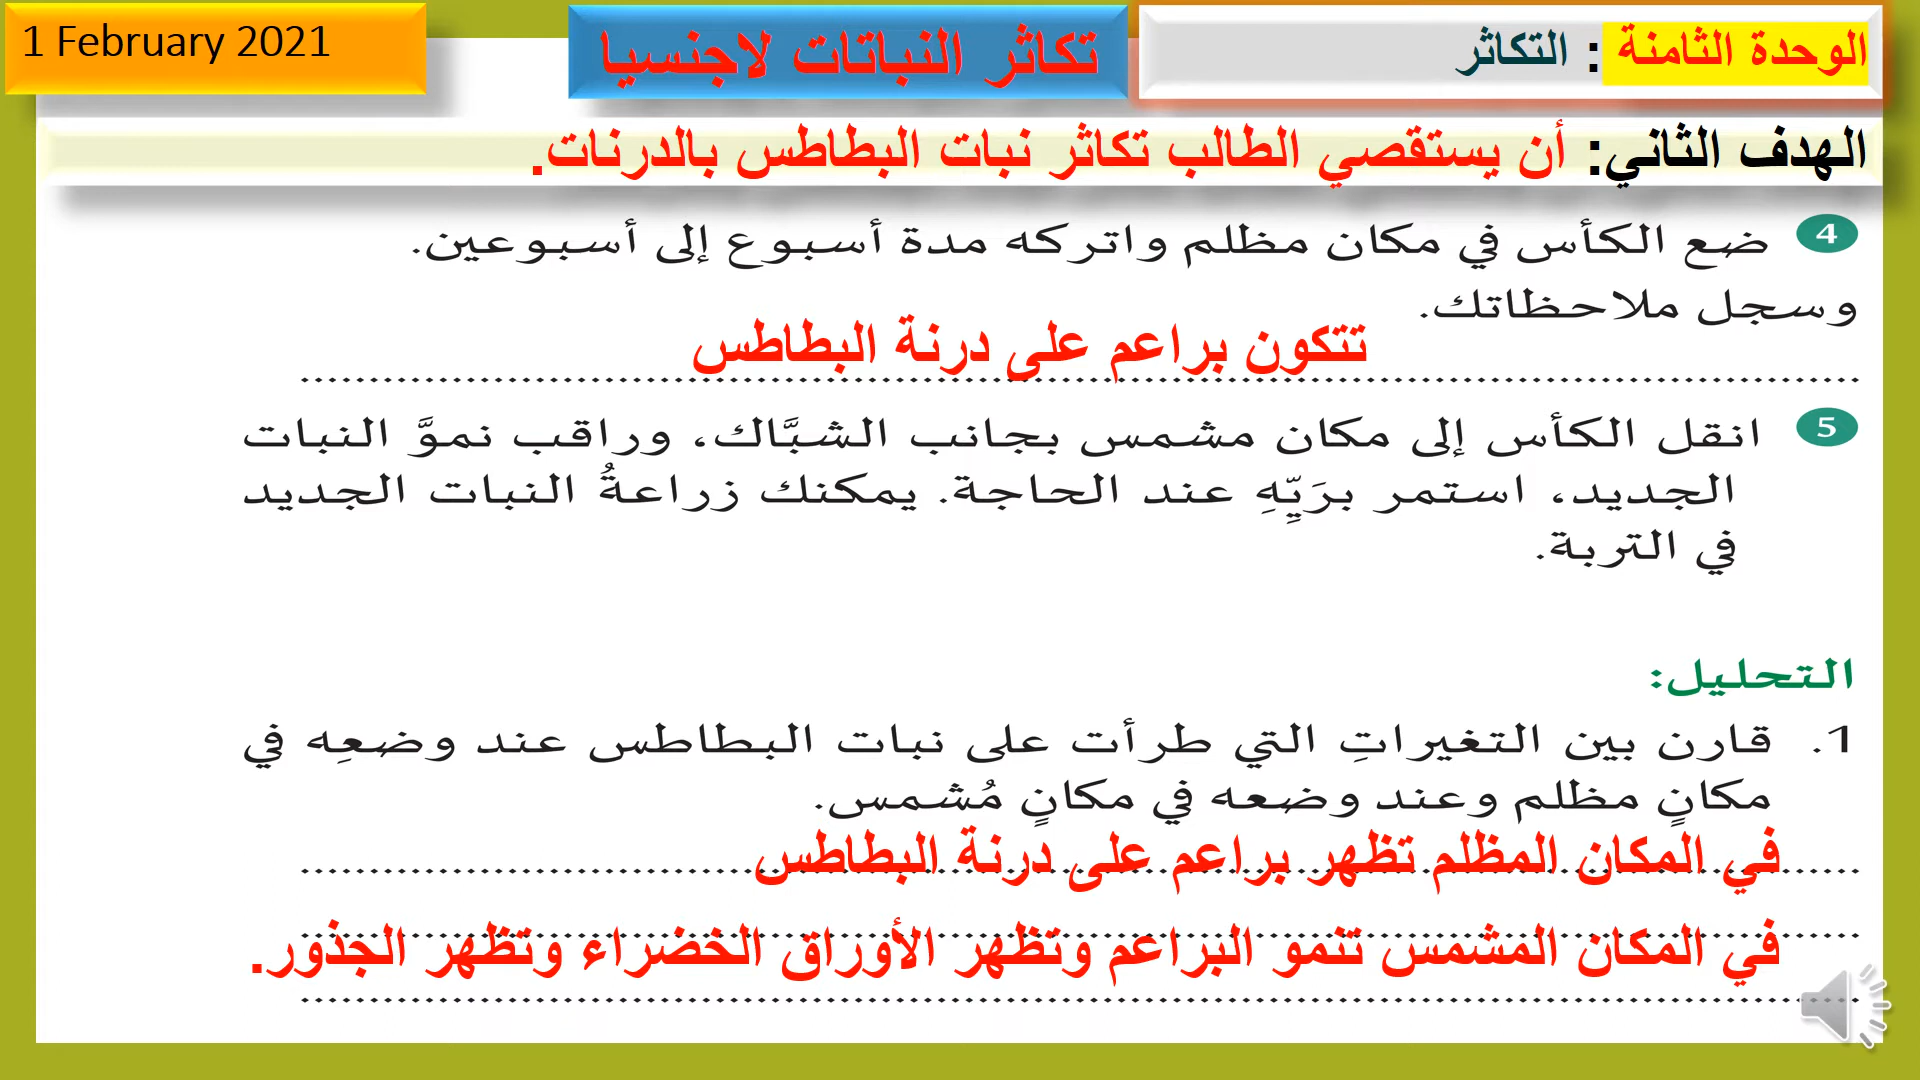 الوحدة الثامنة : التكاثر
تكاثر النباتات لاجنسيا
1 February 2021
الهدف الثاني: أن يستقصي الطالب تكاثر نبات البطاطس بالدرنات.
4 ضع الكأس في مكان مظلم واتركه مدة أسبوع إلى أسبوعين.
وسجل ملاحظاتك.
تتكون براعم على درنة البطاطس
5 انقل الكأس إلى مكان مشمس بجانب الشبَّاك، وراقب نموَّ النبات
الجديد، استمر برَيِّهِ عند الحاجة. يمكنك زراعةُ النبات الجديد
في التربة.
التحليل:
1. قارن بين التغيراتِ التي طرأت على نبات البطاطس عند وضعِه في
مكانٍ مظلم وعند وضعه في مكانٍ مُشمس.
في المكان المظلم تظهر براعم على درنة البطاطس
في المكان المشمس تنمو البراعم وتظهر الأوراق الخضراء وتظهر الجذور.